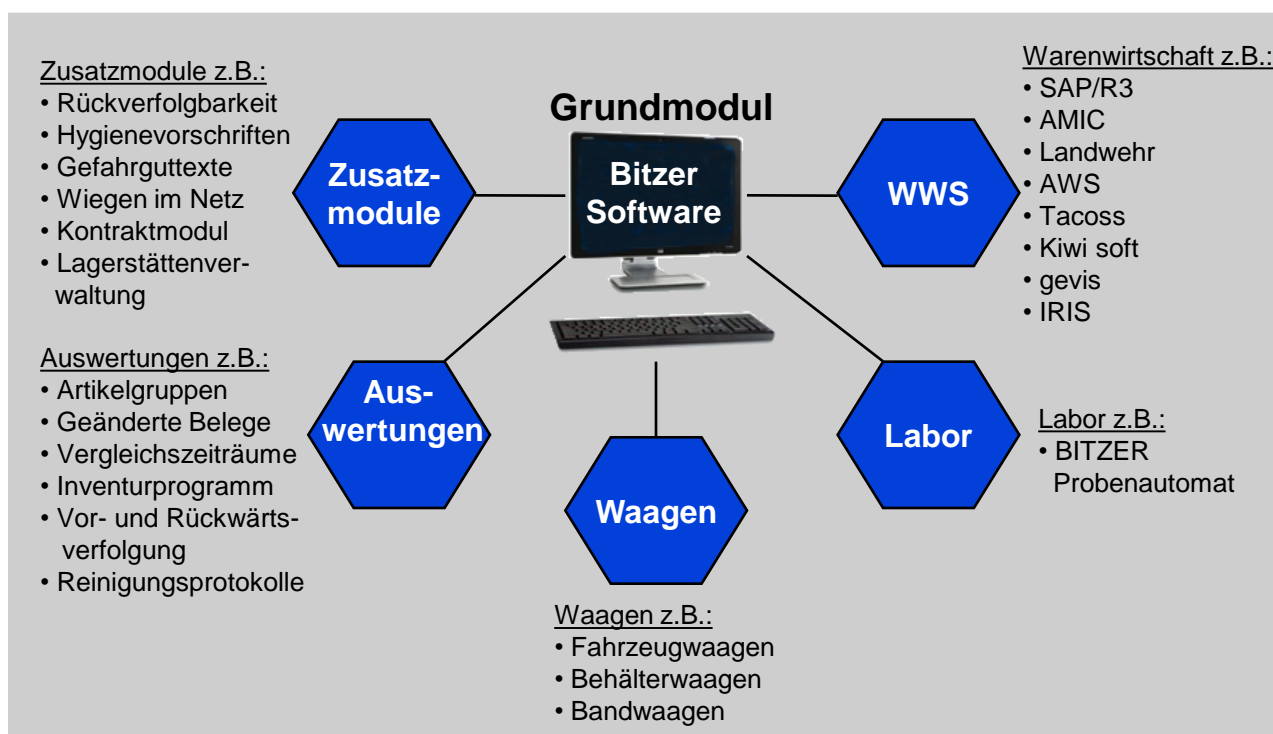 Zusatzmodule z.B.:
• Rückverfolgbarkeit
• Hygienevorschriften
• Gefahrguttexte
• Wiegen im Netz
• Kontraktmodul
• Lagerstättenver-
waltung
Grundmodul
Bitzer
Software
Zusatz-
module
WWS
Warenwirtschaft z.B.:
• SAP/R3
• AMIC
• Landwehr
• AWS
• Tacoss
• Kiwi soft
• gevis
• IRIS
Auswertungen z.B.:
• Artikelgruppen
• Geänderte Belege
• Vergleichszeiträume
• Inventurprogramm
• Vor- und Rückwärts-
verfolgung
• Reinigungsprotokolle
Aus-
wertungen
Waagen
Labor
Labor z.B.:
• BITZER
Probenautomat
Waagen z.B.:
• Fahrzeugwaagen
• Behälterwaagen
• Bandwaagen